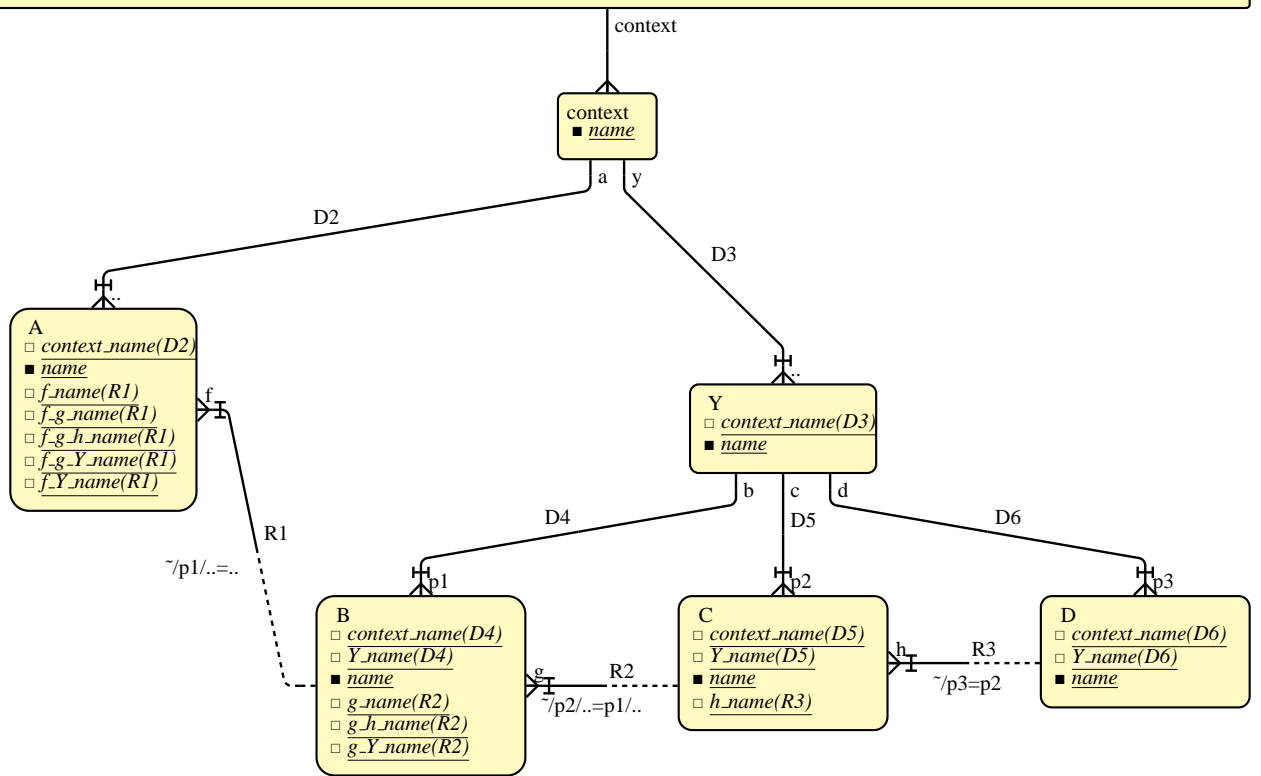 context
context
■ name
a y
D2
D3
A
□ context_name(D2)
■ name
□ f_name(R1)
□ f_g_name(R1)
□ f_g_h_name(R1)
□ f_g_Y_name(R1)
□ f_Y_name(R1)
..
f
..
Y
□ context_name(D3)
■ name
b c d
D4 D5 D6
R1
~/p1/..=..
p1 p2 p3
B
□ context_name(D4)
□ Y_name(D4)
■ name
□ g_name(R2)
□ g_h_name(R2)
□ g_Y_name(R2)
g R2
~/p2/..=p1/..
C
□ context_name(D5)
□ Y_name(D5)
■ name
□ h_name(R3)
h R3
~/p3=p2
D
□ context_name(D6)
□ Y_name(D6)
■ name